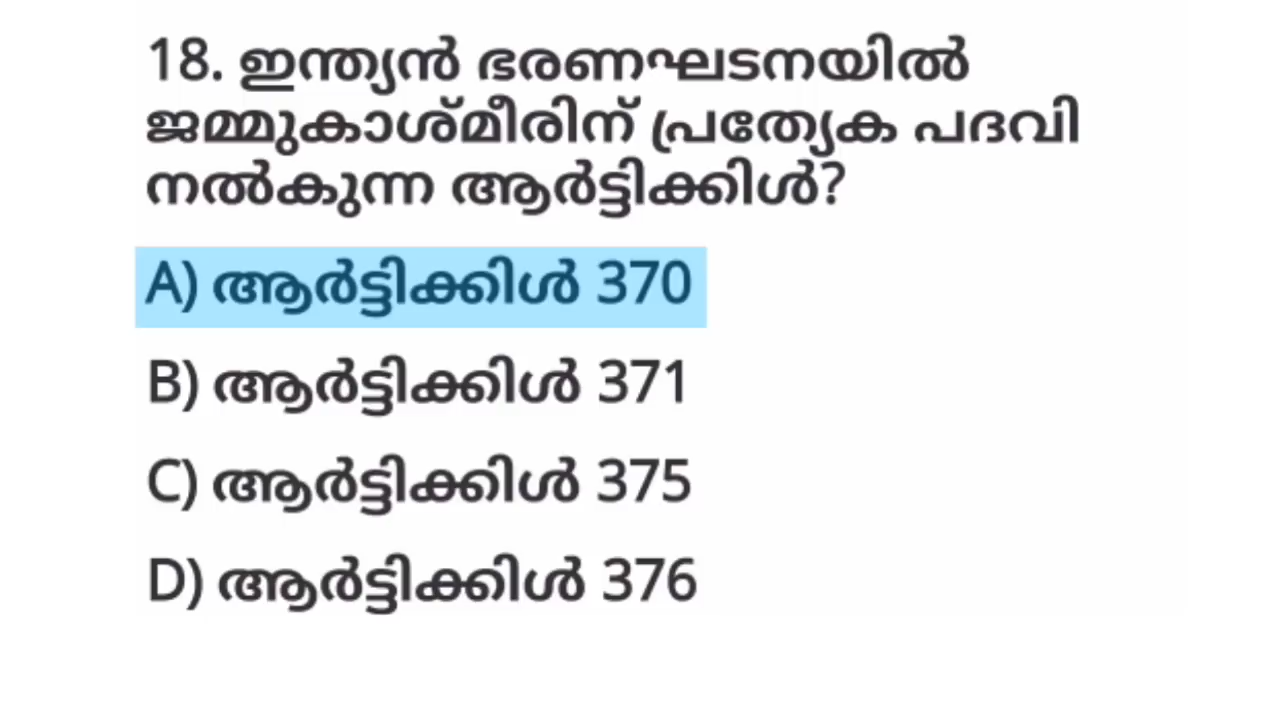 18. ഇന്ത്യൻ ഭരണഘടനയിൽ
ജമ്മുകാശ്മീരിന് പ്രത്യേക പദവി
നൽകുന്ന ആർട്ടിക്കിൾ?
A) ആർട്ടിക്കിൾ 370
B) ആർട്ടിക്കിൾ 371
C) ആർട്ടിക്കിൾ 375
D) ആർട്ടിക്കിൾ 376